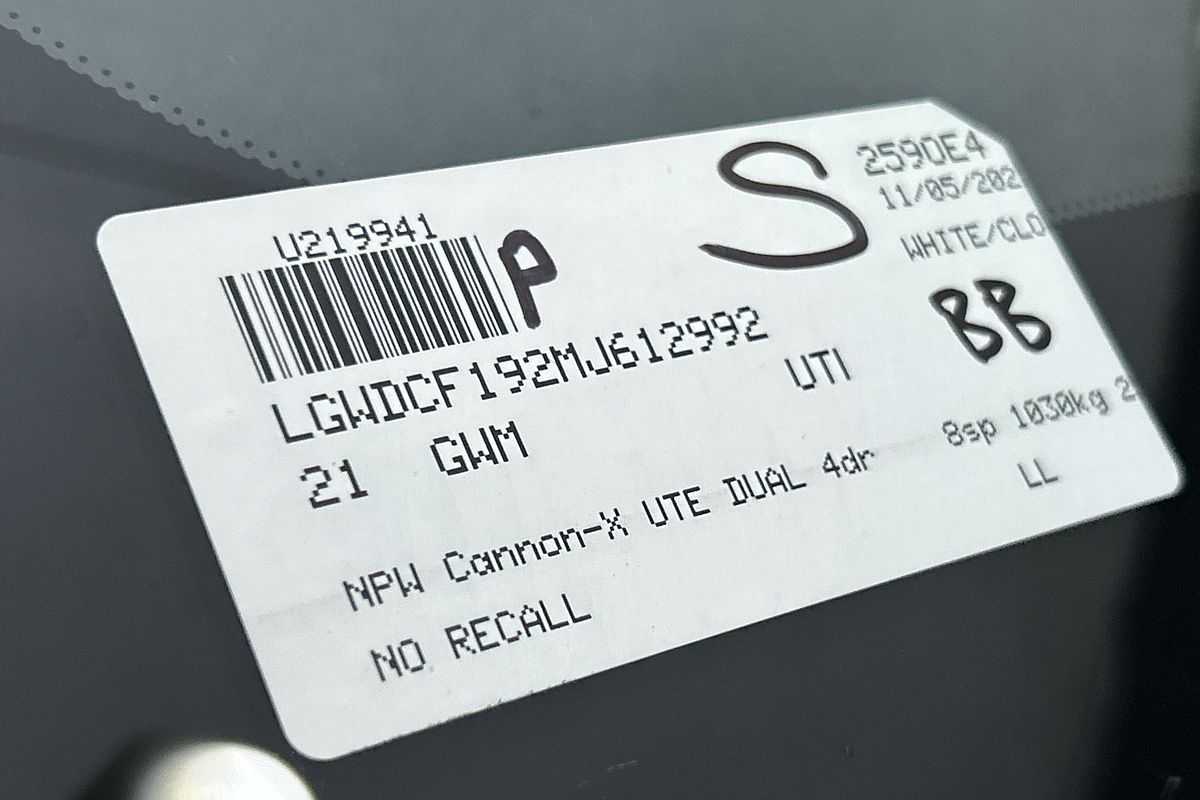 U219941
P
S
2590E4
11/05/202
WHITE/CLO
BB
LGWDCF192MJ612992
UTI
21 GWM
8sp 1030kg 2
LL
NPW Cannon-X UTE DUAL 4dr
NO RECALL